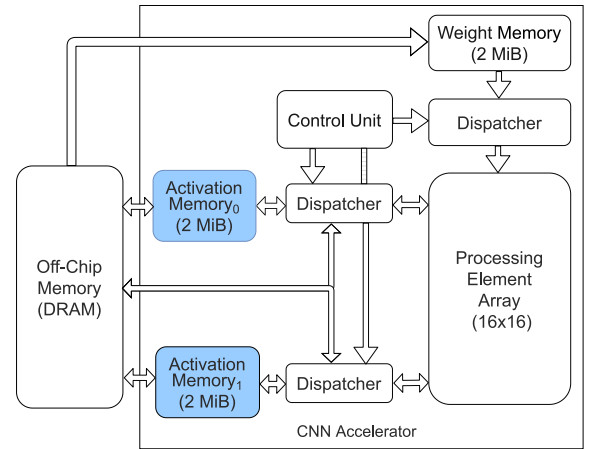 Weight Memory
(2 MiB)
Control Unit
Dispatcher
Activation
Memory₀
(2 MiB)
Dispatcher
Off-Chip
Memory
(DRAM)
Processing
Element
Array
(16x16)
Activation
Memory₁
(2 MiB)
Dispatcher
CNN Accelerator